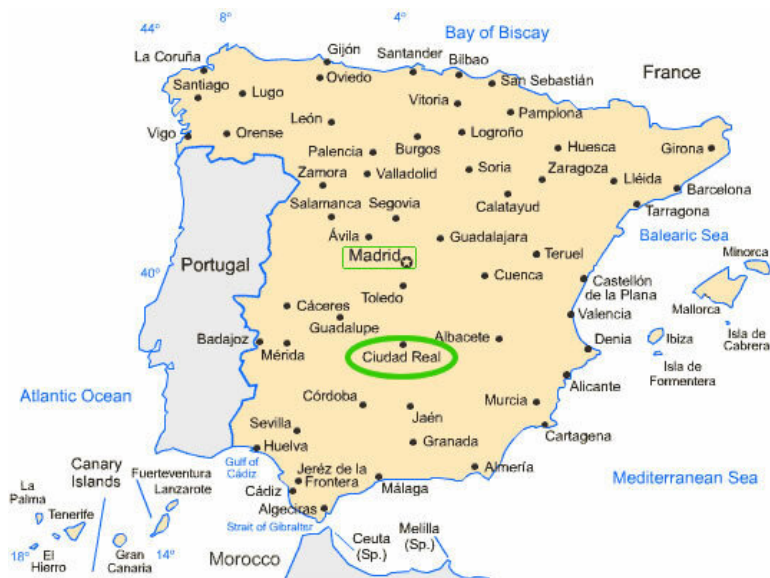 8°
4°
44°
Bay of Biscay
La Coruña
Gijón
Santander
Bilbao
Santiago
Lugo
Oviedo
San Sebastián
France
León
Vitoria
Pamplona
Vigo
Orense
Palencia
Burgos
Logroño
Huesca
Girona
Zamora
Valladolid
Soria
Zaragoza
Lléida
Barcelona
Salamanca
Segovia
Calatayud
Tarragona
Ávila
Guadalajara
Balearic Sea
Madrid
Teruel
Minorca
Portugal
40°
Toledo
Cuenca
Castellón
de la Plana
Mallorca
Cáceres
Guadalupe
Valencia
Isla de
Cabrera
Badajoz
Mérida
Albacete
Denia
Ibiza
Ciudad Real
Isla de
Formentera
Atlantic Ocean
Alicante
Córdoba
Jaén
Murcia
Sevilla
Cartagena
Huelva
Granada
Gulf of
Cádiz
Canary
Islands
Fuerteventura
Lanzarote
Jeréz de la
Frontera
Almería
Mediterranean Sea
La
Palma
Cádiz
Málaga
Tenerife
Algeciras
Strait of Gibralter
18°
El
Hierro
Gran
Canaria
14°
Morocco
Ceuta
(Sp.)
Melilla
(Sp.)